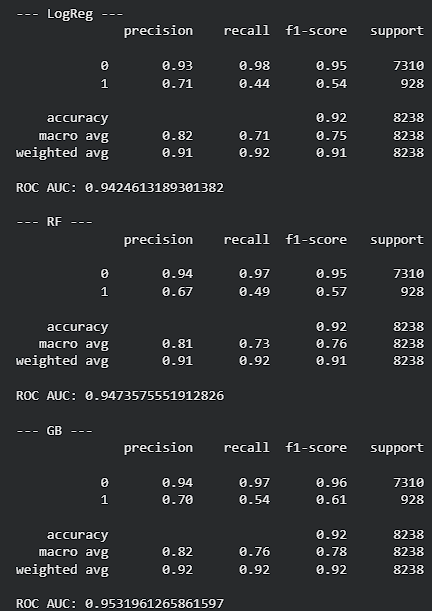 --- LogReg ---
precision recall f1-score support
0 0.93 0.98 0.95 7310
1 0.71 0.44 0.54 928
accuracy 0.92 8238
macro avg 0.82 0.71 0.75 8238
weighted avg 0.91 0.92 0.91 8238
ROC AUC: 0.9424613189301382
--- RF ---
precision recall f1-score support
0 0.94 0.97 0.95 7310
1 0.67 0.49 0.57 928
accuracy 0.92 8238
macro avg 0.81 0.73 0.76 8238
weighted avg 0.91 0.92 0.91 8238
ROC AUC: 0.9473575551912826
--- GB ---
precision recall f1-score support
0 0.94 0.97 0.96 7310
1 0.70 0.54 0.61 928
accuracy 0.92 8238
macro avg 0.82 0.76 0.78 8238
weighted avg 0.92 0.92 0.92 8238
ROC AUC: 0.9531961265861597